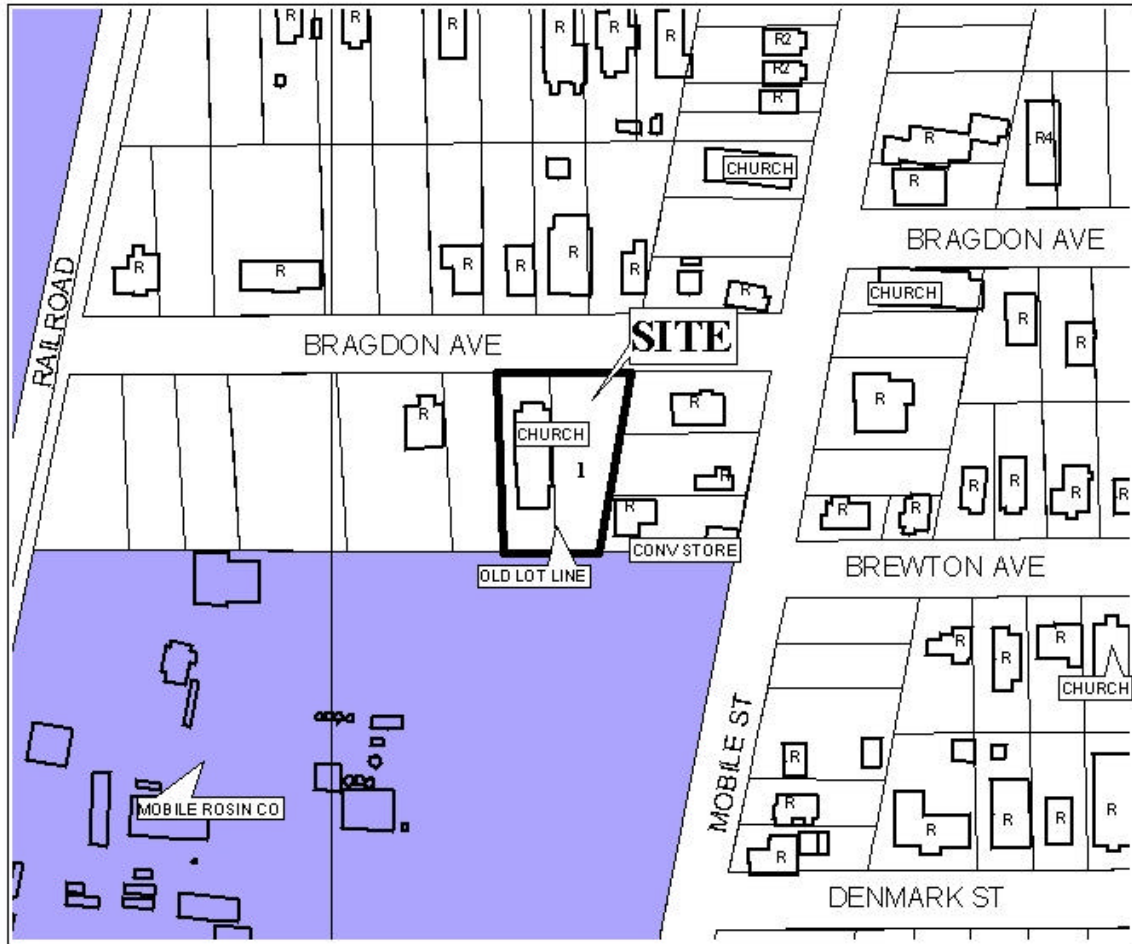 R
R
R
R
R
R
R2
R2
R
R
R4
CHURCH
R
BRAGDON AVE
R
R
R
R
R
R
R
CHURCH
RAILROAD
BRAGDON AVE
SITE
R
R
R
R
R
CHURCH
1
R
R
R
R
R
R
R
R
R
CONV STORE
OLD LOT LINE
BREWTON AVE
R
R
R
CHURCH
MOBILE ST
R
MOBILE ROSIN CO
R
R
R
R
R
R
DENMARK ST